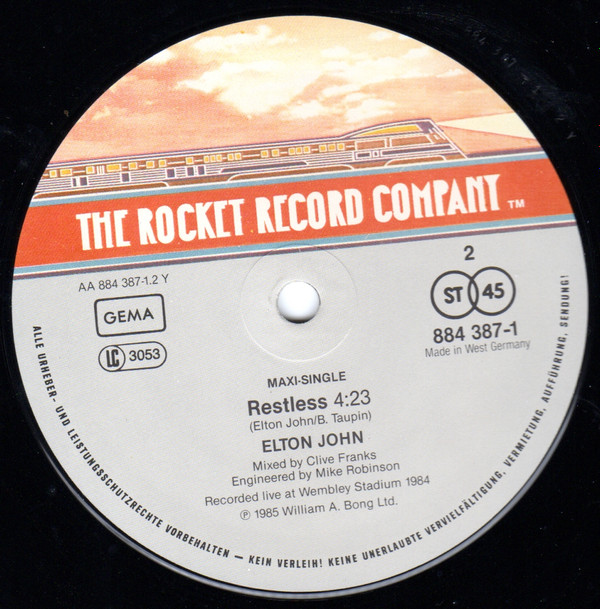 THE ROCKET RECORD COMPANY ™
AA 884 387-1.2 Y
GEMA
LC 3053
2
ST 45
884 387-1
Made in West Germany
MAXI-SINGLE
Restless 4:23
(Elton John/B. Taupin)
ELTON JOHN
Mixed by Clive Franks
Engineered by Mike Robinson
Recorded live at Wembley Stadium 1984
℗ 1985 William A. Bong Ltd.
ALLE URHEBER- UND LEISTUNGSSCHUTZRECHTE VORBEHALTEN – KEIN VERLEIH! KEINE UNERLAUBTE VERVIELFÄLTIGUNG, VERMIETUNG, AUFFÜHRUNG, SENDUNG!